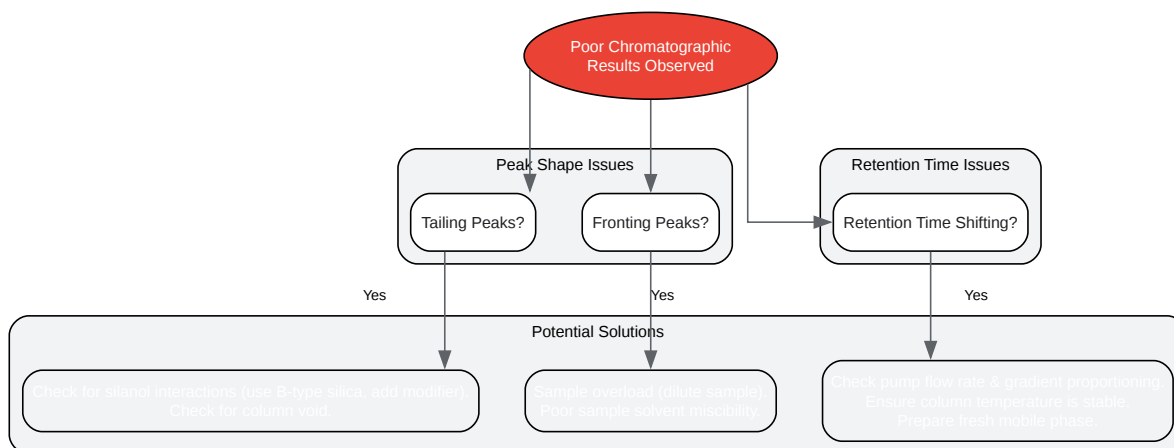 Poor Chromatographic
Results Observed
Peak Shape Issues
Retention Time Issues
Tailing Peaks?
Fronting Peaks?
Retention Time Shifting?
Yes
Yes
Yes
Potential Solutions
Check for silanol interactions (use B-type silica, add modifier).
Check for column void.
Sample overload (dilute sample).
Poor sample solvent miscibility.
Check pump flow rate & gradient proportioning.
Ensure column temperature is stable.
Prepare fresh mobile phase.